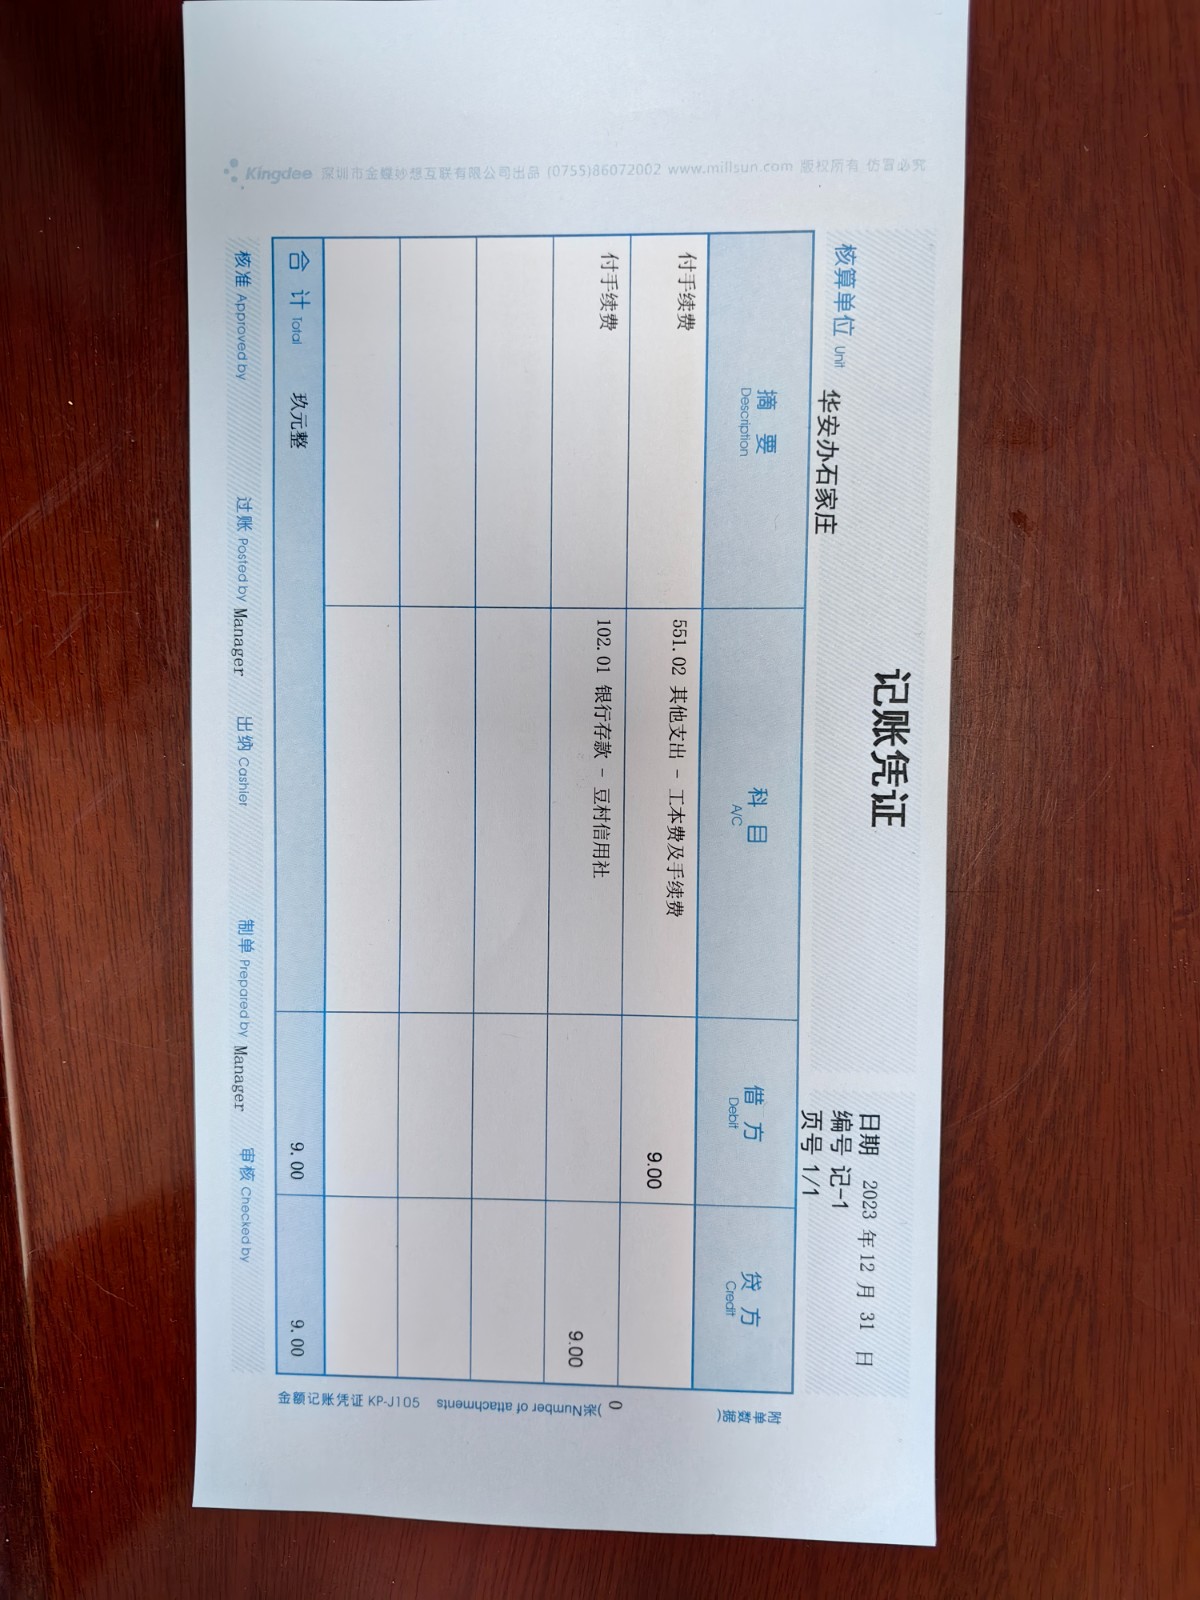 Kingdee 深圳市金蝶妙想互联有限公司出品 (0755)86072002 www.millsun.com 版权所有 仿冒必究
记账凭证
日期 2023 年 12 月 31 日
编号 记-1
核算单位 Unit 华安办石家庄
页号 1/1
摘要 科目 借方 贷方
Description A/C Debit Credit
付手续费 551.02 其他支出 - 工本费及手续费 9.00
付手续费 102.01 银行存款 - 豆村信用社 9.00
合计 Total 玖元整 9.00 9.00
核准 Approved by 过账 Posted by Manager 出纳 Cashier 制单 Prepared by Manager 审核 Checked by
附单据数( 0 )张 Number of attachments
金额记账凭证 KP-J105